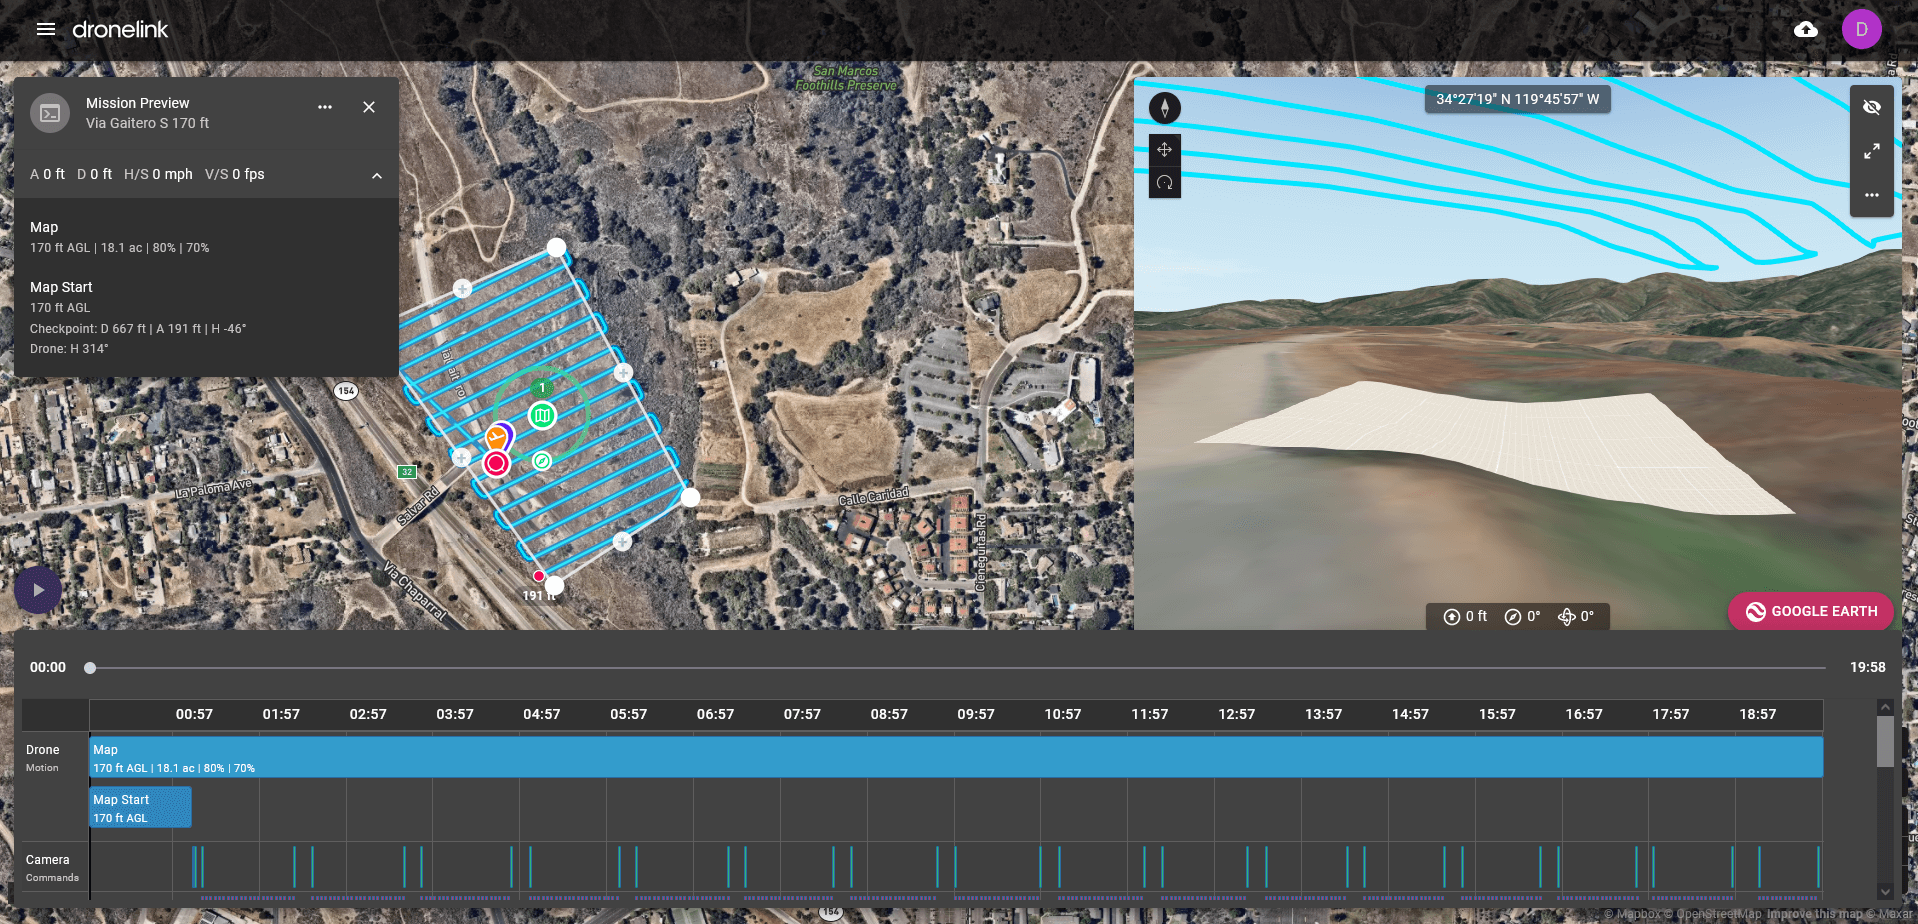 dronelink
D
San Marcos
Foothills Preserve
Mission Preview
Via Gaitero S 170 ft
A 0 ft D 0 ft H/S 0 mph V/S 0 fps
Map
170 ft AGL | 18.1 ac | 80% | 70%
Map Start
170 ft AGL
Checkpoint: D 667 ft | A 191 ft | H -46°
Drone: H 314°
34°27'19" N 119°45'57" W
154
1
32
La Paloma Ave
Salvar Rd
Via Chaparral
Calle Caridad
Cieneguitas Rd
191 ft
0 ft 0° 0°
GOOGLE EARTH
00:00
19:58
00:57 01:57 02:57 03:57 04:57 05:57 06:57 07:57 08:57 09:57 10:57 11:57 12:57 13:57 14:57 15:57 16:57 17:57 18:57
Drone
Motion
Map
170 ft AGL | 18.1 ac | 80% | 70%
Map Start
170 ft AGL
Camera
Commands
154
© Mapbox © OpenStreetMap Improve this map © Maxar